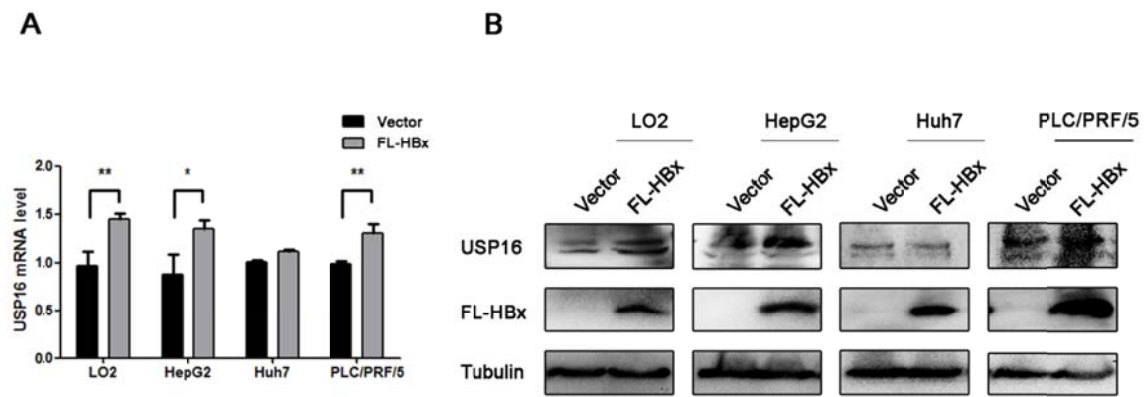 A
Vector
FL-HBx
USP16 mRNA level
2.0
1.5
1.0
0.5
0.0
**
*
**
LO2 HepG2 Huh7 PLC/PRF/5
B
LO2 HepG2 Huh7 PLC/PRF/5
Vector FL-HBx Vector FL-HBx Vector FL-HBx Vector FL-HBx
USP16
FL-HBx
Tubulin